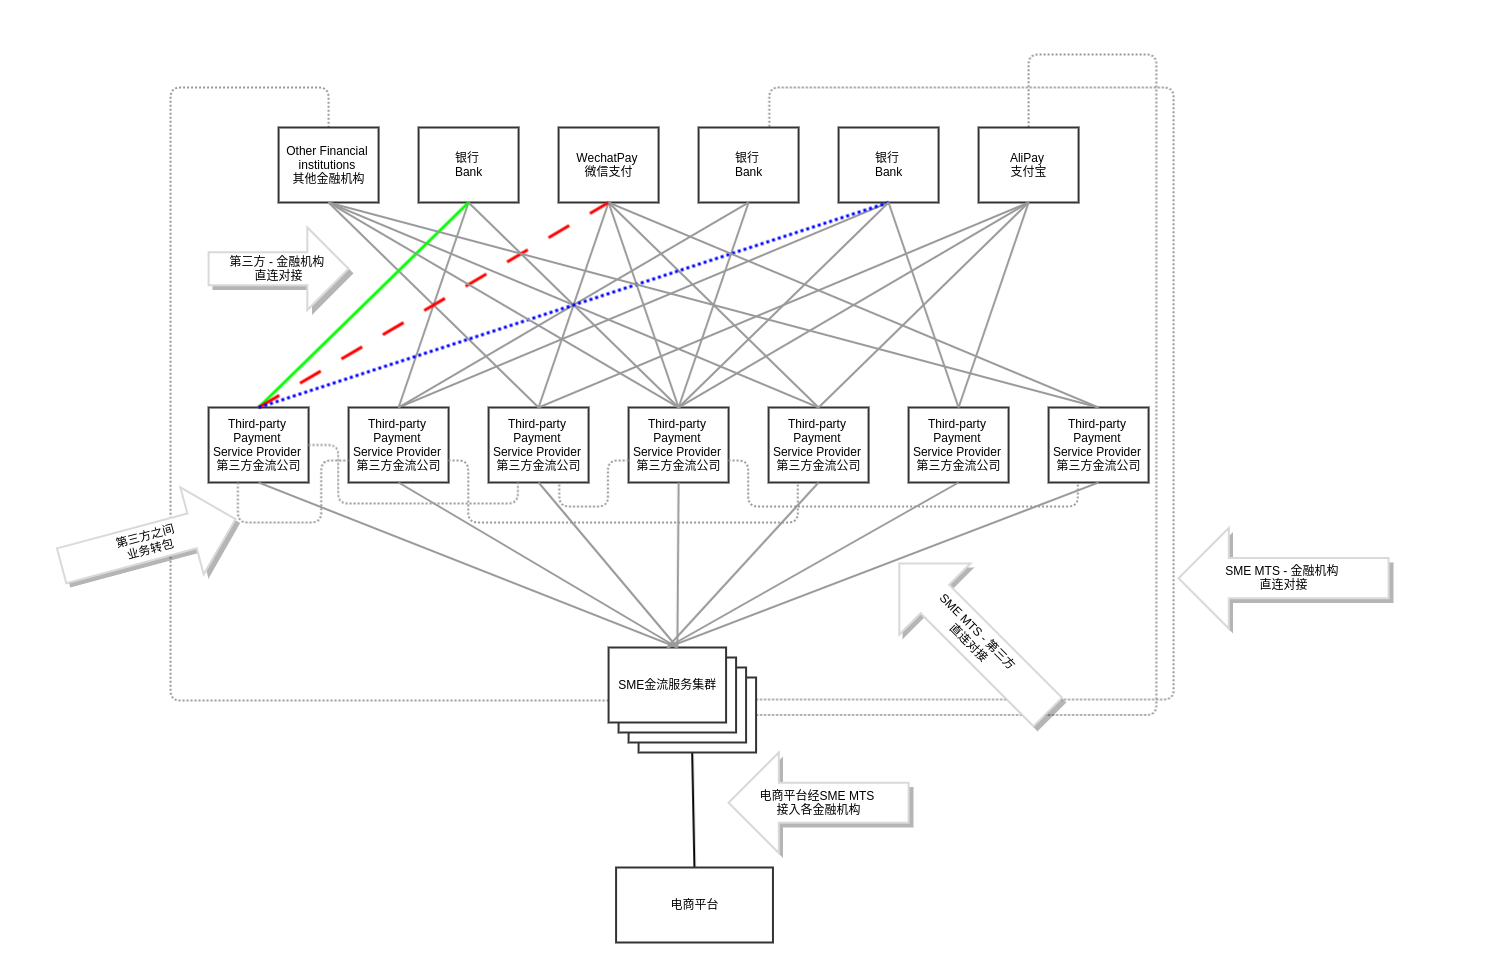 Other Financial
institutions
其他金融机构
银行
Bank
WechatPay
微信支付
银行
Bank
银行
Bank
AliPay
支付宝
第三方 - 金融机构
直连对接
Third-party
Payment
Service Provider
第三方金流公司
Third-party
Payment
Service Provider
第三方金流公司
Third-party
Payment
Service Provider
第三方金流公司
Third-party
Payment
Service Provider
第三方金流公司
Third-party
Payment
Service Provider
第三方金流公司
Third-party
Payment
Service Provider
第三方金流公司
Third-party
Payment
Service Provider
第三方金流公司
第三方之间
业务转包
SME MTS - 金融机构
直连对接
SME MTS - 第三方
直连对接
SME金流服务集群
电商平台经SME MTS
接入各金融机构
电商平台